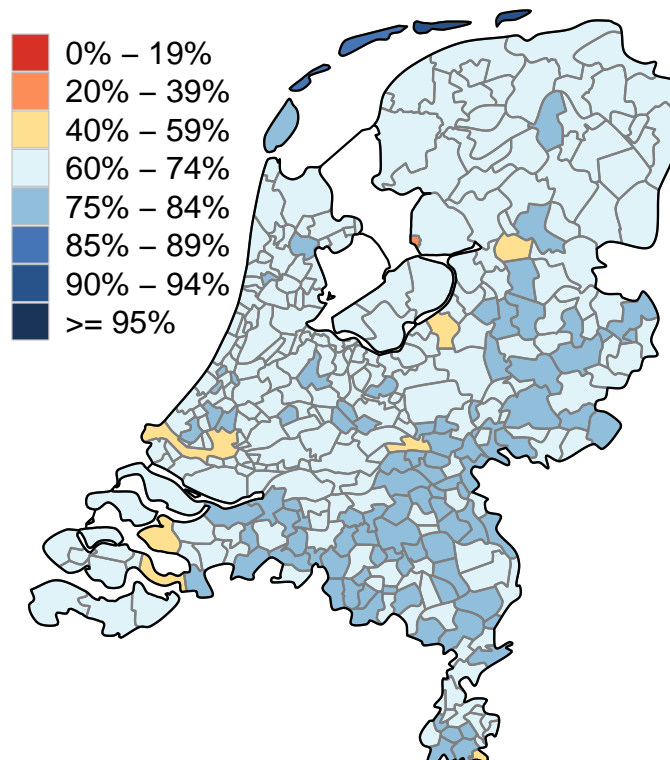 0% – 19%
20% – 39%
40% – 59%
60% – 74%
75% – 84%
85% – 89%
90% – 94%
>= 95%